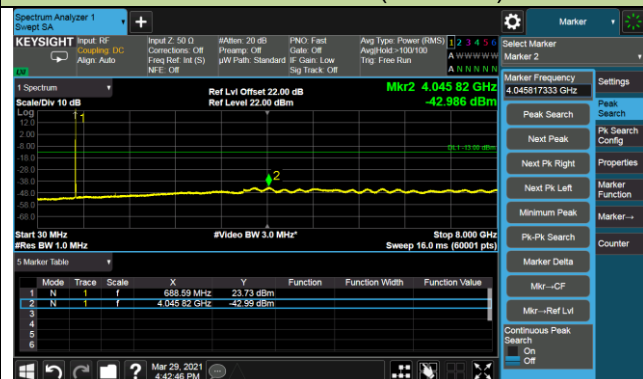 Spectrum Analyzer 1
Swept SA
Marker
KEYSIGHT
Input: RF
Coupling: DC
Align: Auto
Input Z: 50 Ω
Corrections: Off
Freq Ref: Int (S)
NFE: Off
#Atten: 20 dB
Preamp: Off
µW Path: Standard
PNO: Fast
Gate: Off
IF Gain: Low
Sig Track: Off
Avg Type: Power (RMS)
Avg|Hold:>100/100
Trig: Free Run
1 2 3 4 5 6
A W W W W W
A N N N N N
Select Marker
Marker 2
Marker Frequency
4.045817333 GHz
Settings
Peak Search
Next Peak
Next Pk Right
Next Pk Left
Minimum Peak
Pk-Pk Search
Marker Delta
Mkr→CF
Mkr→Ref Lvl
Continuous Peak
Search
On
Off
Peak
Search
Pk Search
Config
Properties
Marker
Function
Marker→
Counter
1 Spectrum
Scale/Div 10 dB
Ref Lvl Offset 22.00 dB
Ref Level 22.00 dBm
Mkr2 4.045 82 GHz
-42.986 dBm
Log
12.0
2.00
-8.00
-18.0
-28.0
-38.0
-48.0
-58.0
-68.0
1
2
DL1 -13.00 dBm
Start 30 MHz
#Res BW 1.0 MHz
#Video BW 3.0 MHz*
Stop 8.000 GHz
Sweep 16.0 ms (60001 pts)
5 Marker Table
Mode Trace Scale X Y Function Function Width Function Value
1 N 1 f 688.59 MHz 23.73 dBm
2 N 1 f 4.045 82 GHz -42.99 dBm
3
4
5
6
Mar 29, 2021
4:42:46 PM